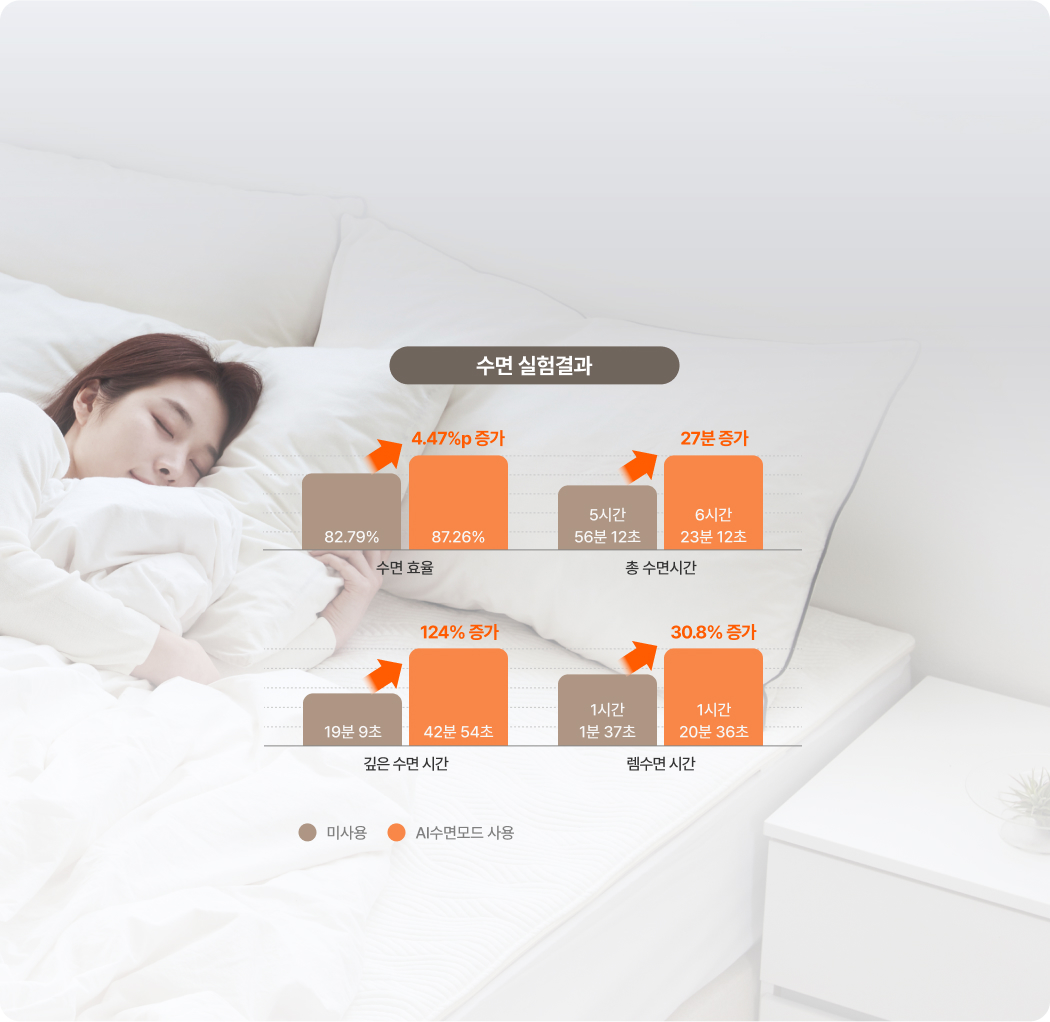 수면 실험결과
4.47%p 증가
27분 증가
82.79%
87.26%
5시간
56분 12초
6시간
23분 12초
수면 효율
총 수면시간
124% 증가
30.8% 증가
19분 9초
42분 54초
1시간
1분 37초
1시간
20분 36초
깊은 수면 시간
렘수면 시간
미사용
AI수면모드 사용